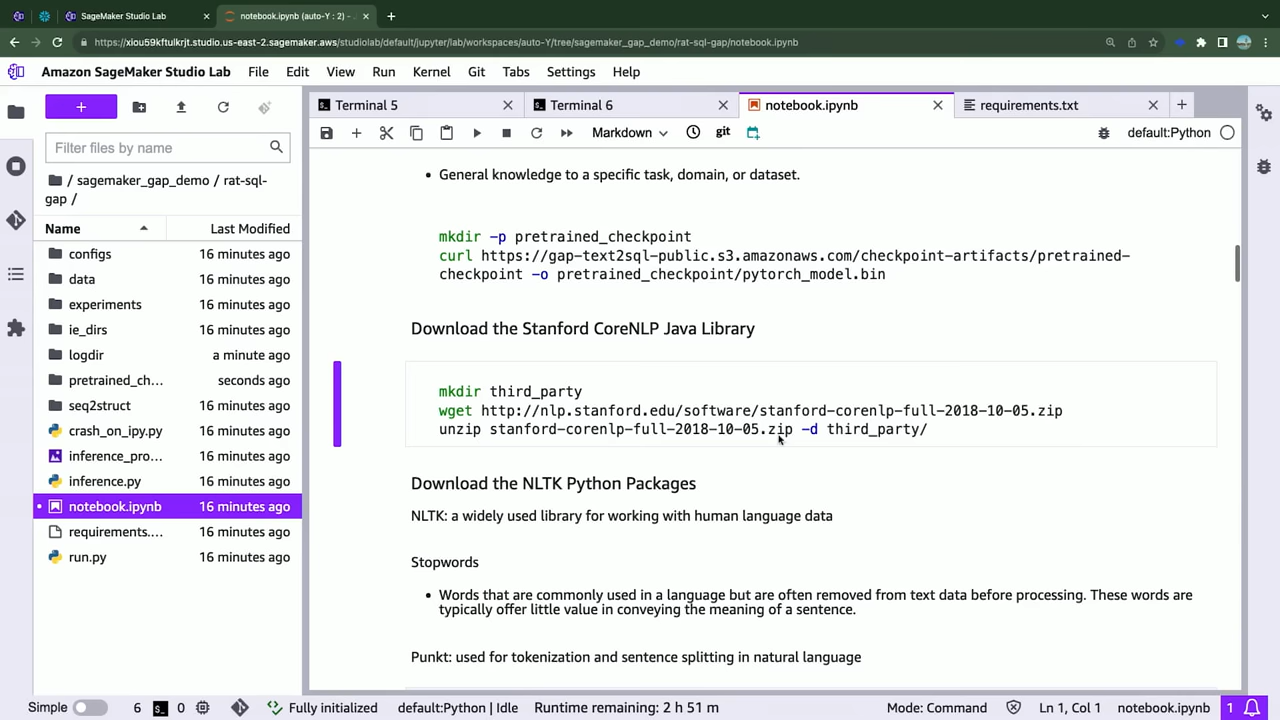 SageMaker Studio Lab
notebook.ipynb (auto-Y : 2) - .
https://xiou59kftulkrjt.studio.us-east-2.sagemaker.aws/studiolab/default/jupyter/lab/workspaces/auto-Y/tree/sagemaker_gap_demo/rat-sql-gap/notebook.ipynb
Amazon SageMaker Studio Lab File Edit View Run Kernel Git Tabs Settings Help
Terminal 5 Terminal 6 notebook.ipynb requirements.txt
Markdown git default:Python
Filter files by name
/ sagemaker_gap_demo / rat-sql-
gap /
Name Last Modified
configs 16 minutes ago
data 16 minutes ago
experiments 16 minutes ago
ie_dirs 16 minutes ago
logdir a minute ago
pretrained_ch... seconds ago
seq2struct 16 minutes ago
crash_on_ipy.py 16 minutes ago
inference_pro... 16 minutes ago
inference.py 16 minutes ago
notebook.ipynb 16 minutes ago
requirements.... 16 minutes ago
run.py 16 minutes ago
• General knowledge to a specific task, domain, or dataset.
mkdir -p pretrained_checkpoint
curl https://gap-text2sql-public.s3.amazonaws.com/checkpoint-artifacts/pretrained-
checkpoint -o pretrained_checkpoint/pytorch_model.bin
Download the Stanford CoreNLP Java Library
mkdir third_party
wget http://nlp.stanford.edu/software/stanford-corenlp-full-2018-10-05.zip
unzip stanford-corenlp-full-2018-10-05.zip -d third_party/
Download the NLTK Python Packages
NLTK: a widely used library for working with human language data
Stopwords
• Words that are commonly used in a language but are often removed from text data before processing. These words are
typically offer little value in conveying the meaning of a sentence.
Punkt: used for tokenization and sentence splitting in natural language
Simple 6 0 Fully initialized default:Python | Idle Runtime remaining: 2 h 51 m Mode: Command Ln 1, Col 1 notebook.ipynb 1